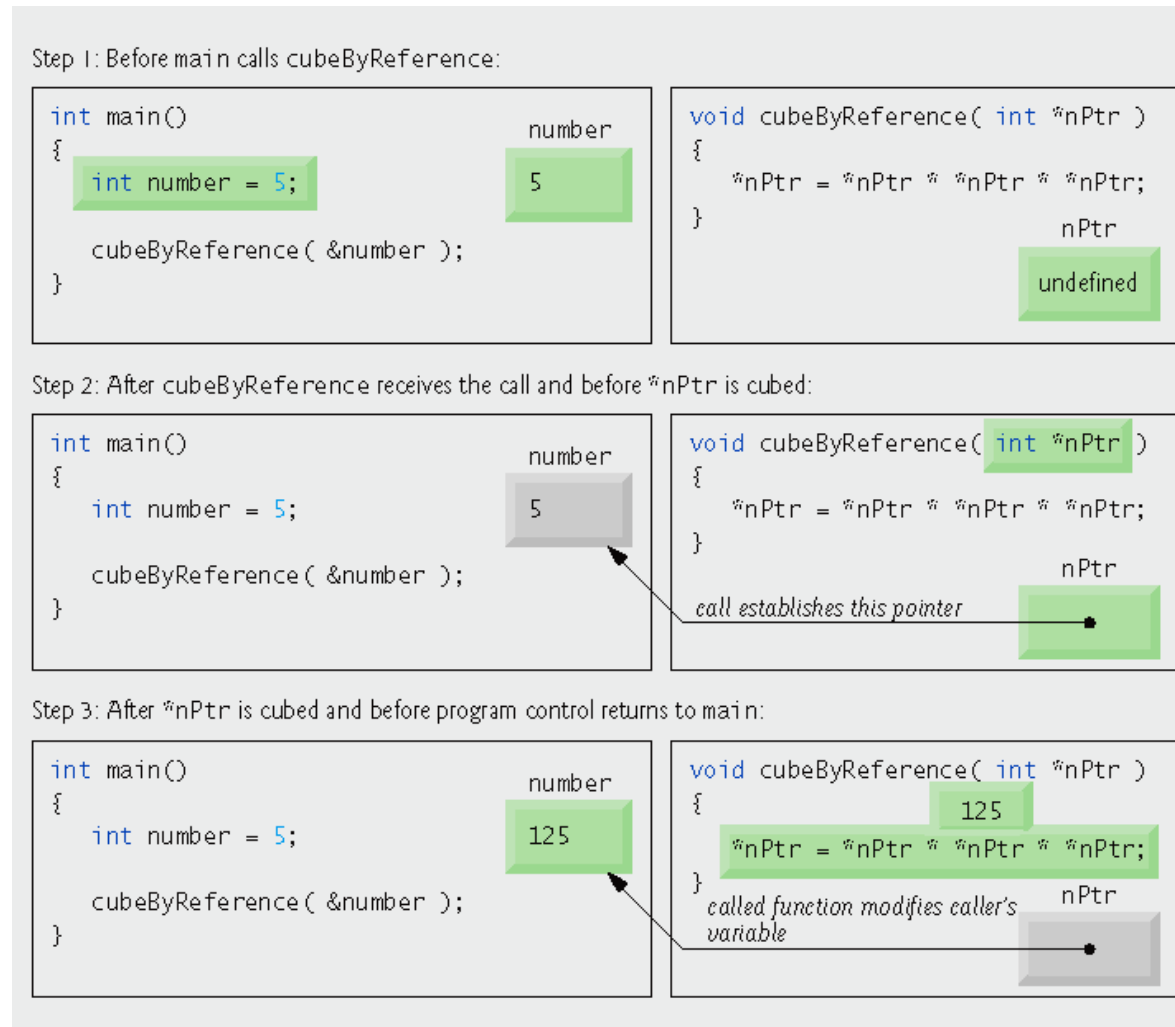 Step 1: Before main calls cubeByReference:
int main()
{
int number = 5;
cubeByReference( &number );
}
number
5
void cubeByReference( int *nPtr )
{
*nPtr = *nPtr * *nPtr * *nPtr;
}
nPtr
undefined
Step 2: After cubeByReference receives the call and before *nPtr is cubed:
int main()
{
int number = 5;
cubeByReference( &number );
}
number
5
void cubeByReference( int *nPtr )
{
*nPtr = *nPtr * *nPtr * *nPtr;
}
nPtr
call establishes this pointer
Step 3: After *nPtr is cubed and before program control returns to main:
int main()
{
int number = 5;
cubeByReference( &number );
}
number
125
void cubeByReference( int *nPtr )
{
125
*nPtr = *nPtr * *nPtr * *nPtr;
}
called function modifies caller's
variable
nPtr